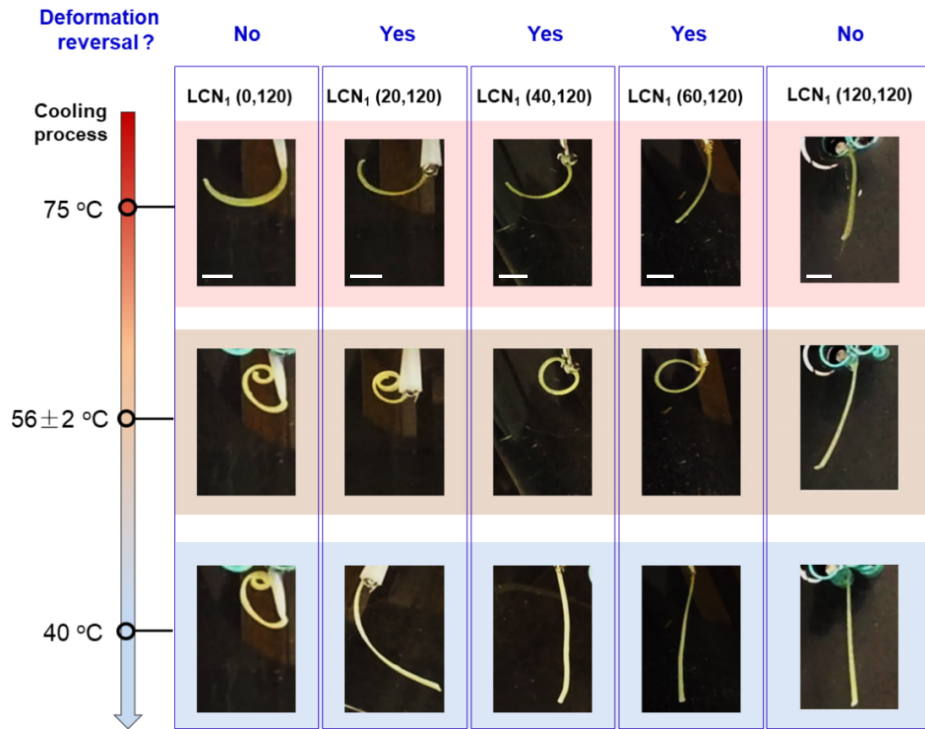 Deformation
reversal ?
No
Yes
Yes
Yes
No
Cooling
process
LCN₁ (0,120)
LCN₁ (20,120)
LCN₁ (40,120)
LCN₁ (60,120)
LCN₁ (120,120)
75 °C
56±2 °C
40 °C